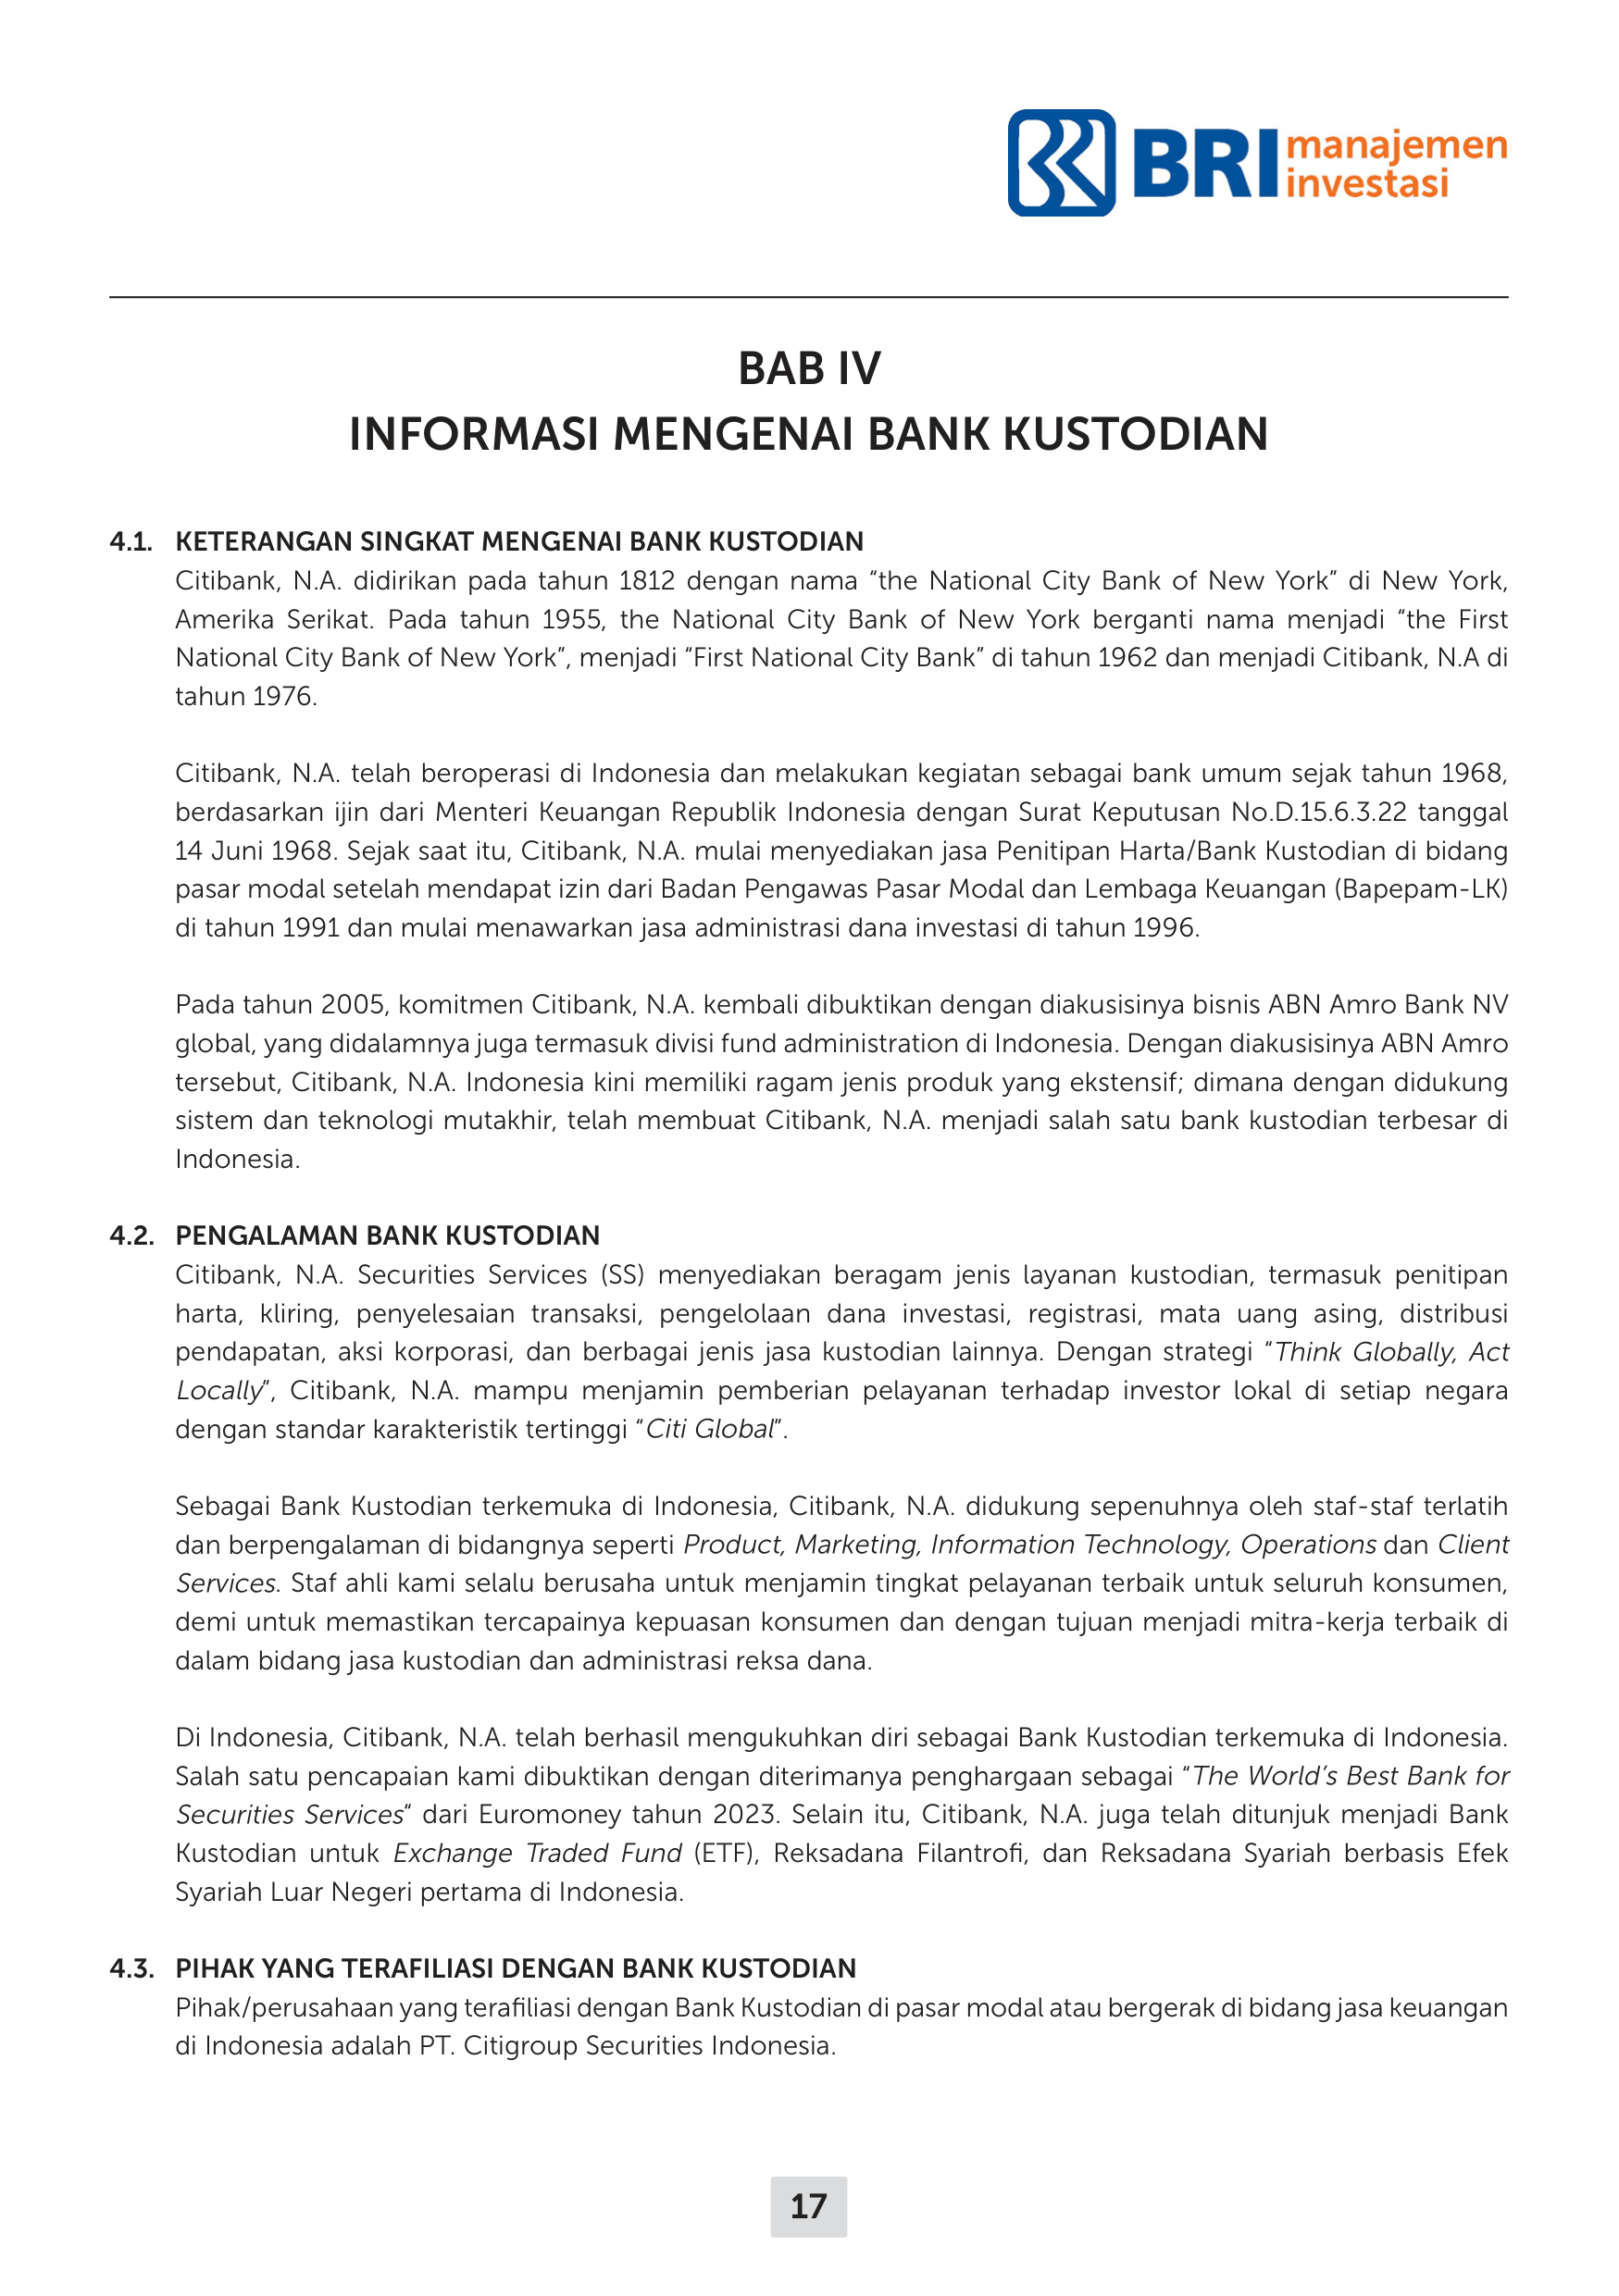 BRI manajemen
investasi
BAB IV
INFORMASI MENGENAI BANK KUSTODIAN
4.1. KETERANGAN SINGKAT MENGENAI BANK KUSTODIAN
Citibank, N.A. didirikan pada tahun 1812 dengan nama “the National City Bank of New York” di New York,
Amerika Serikat. Pada tahun 1955, the National City Bank of New York berganti nama menjadi “the First
National City Bank of New York”, menjadi “First National City Bank” di tahun 1962 dan menjadi Citibank, N.A di
tahun 1976.
Citibank, N.A. telah beroperasi di Indonesia dan melakukan kegiatan sebagai bank umum sejak tahun 1968,
berdasarkan ijin dari Menteri Keuangan Republik Indonesia dengan Surat Keputusan No.D.15.6.3.22 tanggal
14 Juni 1968. Sejak saat itu, Citibank, N.A. mulai menyediakan jasa Penitipan Harta/Bank Kustodian di bidang
pasar modal setelah mendapat izin dari Badan Pengawas Pasar Modal dan Lembaga Keuangan (Bapepam-LK)
di tahun 1991 dan mulai menawarkan jasa administrasi dana investasi di tahun 1996.
Pada tahun 2005, komitmen Citibank, N.A. kembali dibuktikan dengan diakusisinya bisnis ABN Amro Bank NV
global, yang didalamnya juga termasuk divisi fund administration di Indonesia. Dengan diakusisinya ABN Amro
tersebut, Citibank, N.A. Indonesia kini memiliki ragam jenis produk yang ekstensif; dimana dengan didukung
sistem dan teknologi mutakhir, telah membuat Citibank, N.A. menjadi salah satu bank kustodian terbesar di
Indonesia.
4.2. PENGALAMAN BANK KUSTODIAN
Citibank, N.A. Securities Services (SS) menyediakan beragam jenis layanan kustodian, termasuk penitipan
harta, kliring, penyelesaian transaksi, pengelolaan dana investasi, registrasi, mata uang asing, distribusi
pendapatan, aksi korporasi, dan berbagai jenis jasa kustodian lainnya. Dengan strategi “Think Globally, Act
Locally”, Citibank, N.A. mampu menjamin pemberian pelayanan terhadap investor lokal di setiap negara
dengan standar karakteristik tertinggi “Citi Global”.
Sebagai Bank Kustodian terkemuka di Indonesia, Citibank, N.A. didukung sepenuhnya oleh staf-staf terlatih
dan berpengalaman di bidangnya seperti Product, Marketing, Information Technology, Operations dan Client
Services. Staf ahli kami selalu berusaha untuk menjamin tingkat pelayanan terbaik untuk seluruh konsumen,
demi untuk memastikan tercapainya kepuasan konsumen dan dengan tujuan menjadi mitra-kerja terbaik di
dalam bidang jasa kustodian dan administrasi reksa dana.
Di Indonesia, Citibank, N.A. telah berhasil mengukuhkan diri sebagai Bank Kustodian terkemuka di Indonesia.
Salah satu pencapaian kami dibuktikan dengan diterimanya penghargaan sebagai “The World’s Best Bank for
Securities Services“ dari Euromoney tahun 2023. Selain itu, Citibank, N.A. juga telah ditunjuk menjadi Bank
Kustodian untuk Exchange Traded Fund (ETF), Reksadana Filantrofi, dan Reksadana Syariah berbasis Efek
Syariah Luar Negeri pertama di Indonesia.
4.3. PIHAK YANG TERAFILIASI DENGAN BANK KUSTODIAN
Pihak/perusahaan yang terafiliasi dengan Bank Kustodian di pasar modal atau bergerak di bidang jasa keuangan
di Indonesia adalah PT. Citigroup Securities Indonesia.
17